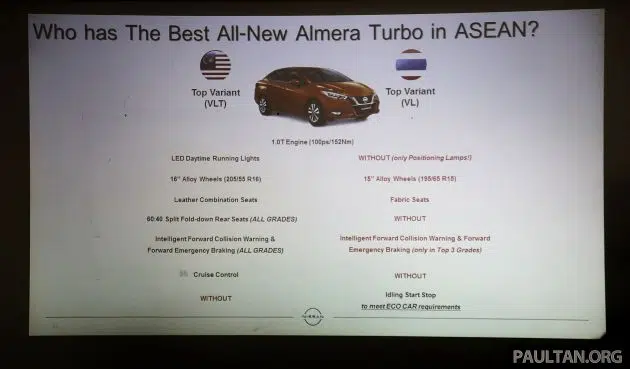 Who has The Best All-New Almera Turbo in ASEAN?
Top Variant
(VLT)
Top Variant
(VL)
1.0T Engine (100ps/152Nm)
LED Daytime Running Lights
WITHOUT (only Positioning Lamps!)
16" Alloy Wheels (205/55 R16)
15" Alloy Wheels (195/65 R15)
Leather Combination Seats
Fabric Seats
60:40 Split Fold-down Rear Seats (ALL GRADES)
WITHOUT
Intelligent Forward Collision Warning &
Forward Emergency Braking (ALL GRADES)
Intelligent Forward Collision Warning & Forward
Emergency Braking (only in Top 3 Grades)
Cruise Control
WITHOUT
WITHOUT
Idling Start Stop
to meet ECO CAR requirements
NISSAN
PAULTAN.ORG